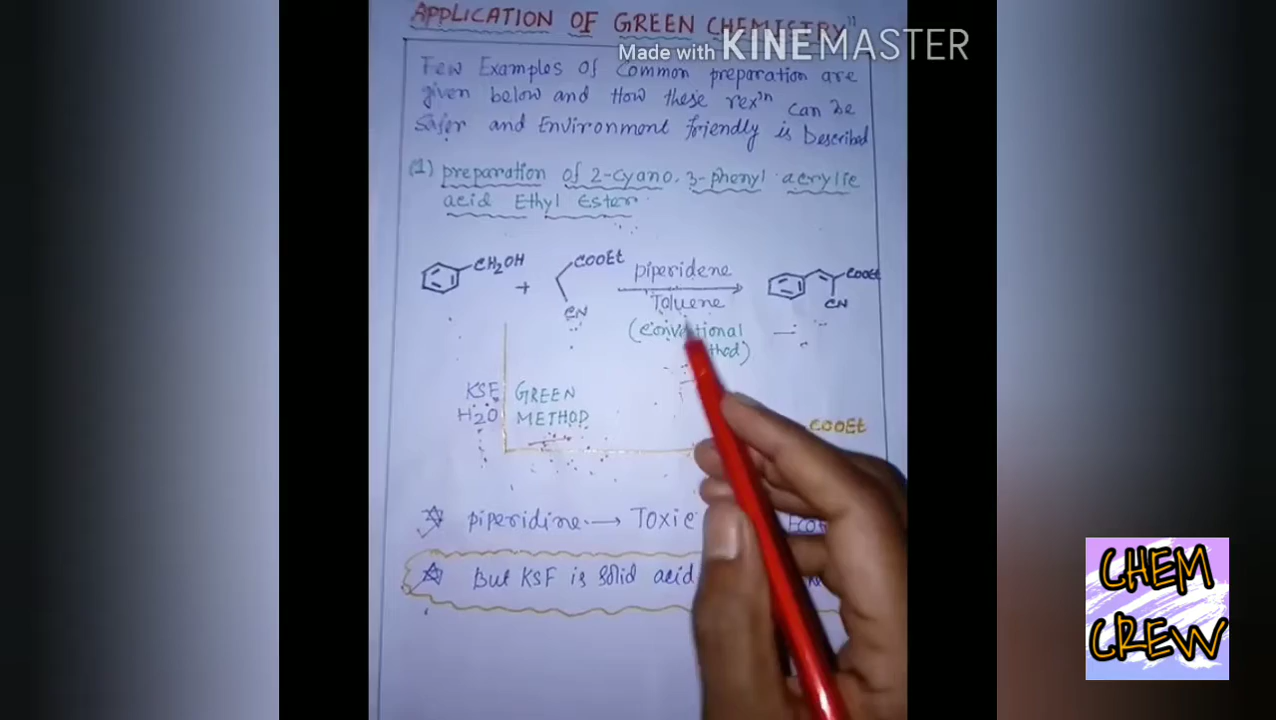 APPLICATION OF GREEN CHEMISTRY"
Made with KINEMASTER
Few Examples of Common preparation are
given below and How these rexⁿ can be
Safer and Environment friendly is Described
(1) preparation of 2-cyano. 3-phenyl acrylic
acid Ethyl Ester
CH2OH
+
COOEt
CN
piperidene
Toluene
(Conventional
thod)
COOEt
CN
KSF
H2O
GREEN
METHOD
COOEt
piperidine → Toxic
But KSF is Solid acid
CHEM
CREW